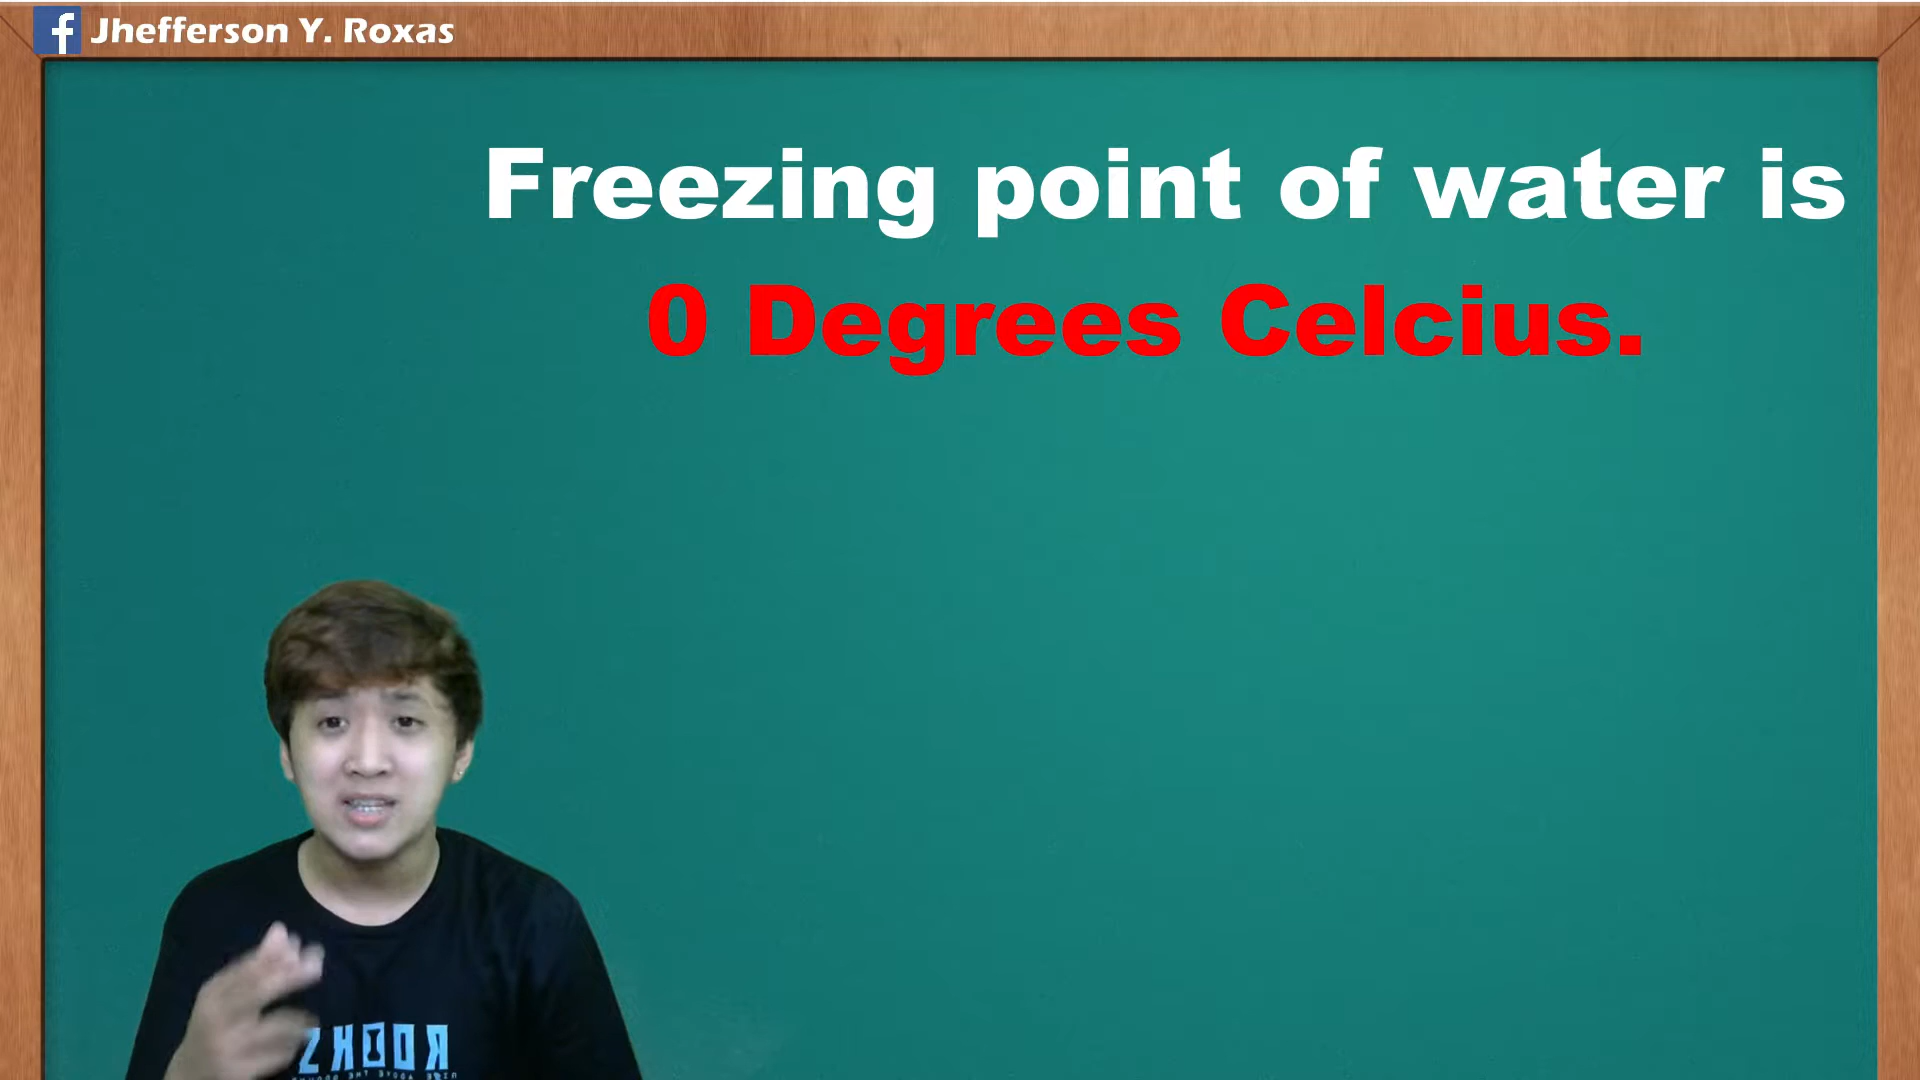 Jhefferson Y. Roxas
Freezing point of water is
0 Degrees Celcius.